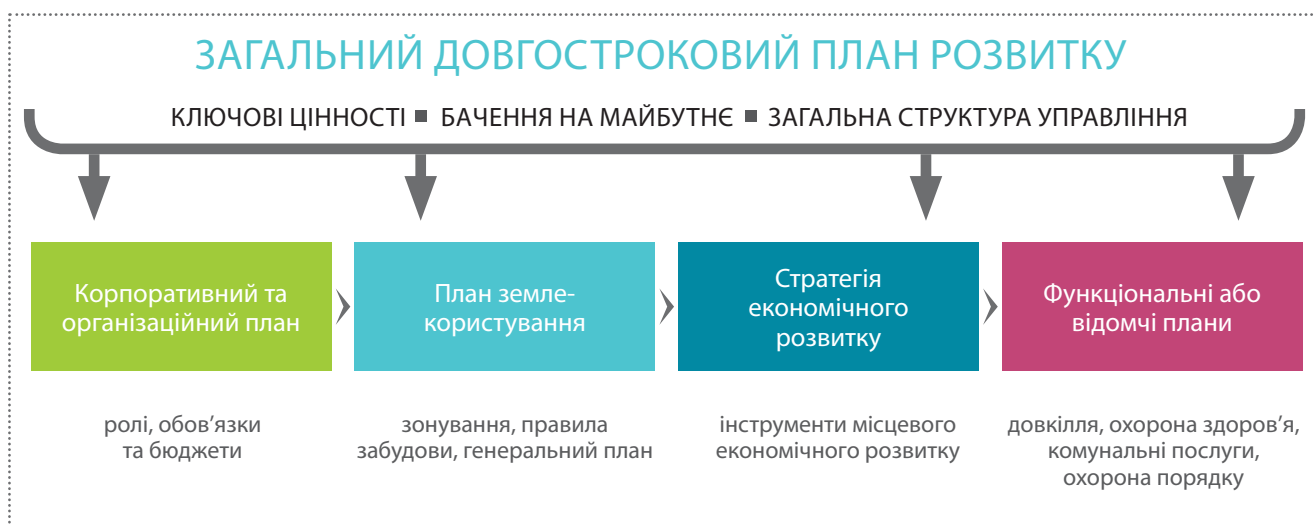 ЗАГАЛЬНИЙ ДОВГОСТРОКОВИЙ ПЛАН РОЗВИТКУ
КЛЮЧОВІ ЦІННОСТІ ■ БАЧЕННЯ НА МАЙБУТНЄ ■ ЗАГАЛЬНА СТРУКТУРА УПРАВЛІННЯ
Корпоративний та
організаційний план
План земле-
користування
Стратегія
економічного
розвитку
Функціональні або
відомчі плани
ролі, обов’язки
та бюджети
зонування, правила
забудови, генеральний план
інструменти місцевого
економічного розвитку
довкілля, охорона здоров’я,
комунальні послуги,
охорона порядку